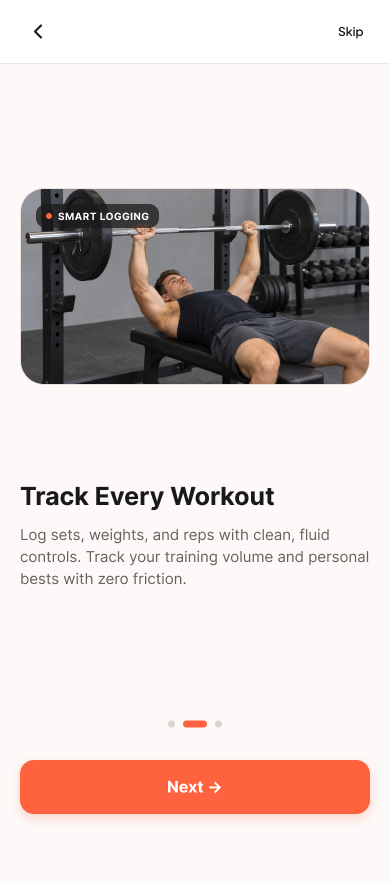 Skip
SMART LOGGING
Track Every Workout
Log sets, weights, and reps with clean, fluid
controls. Track your training volume and personal
bests with zero friction.
Next →